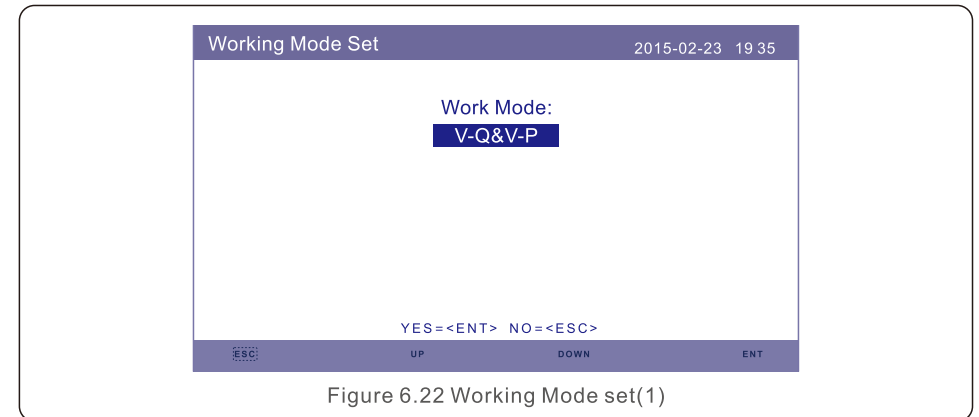 Working Mode Set 2015-02-23 19 35
Work Mode:
V-Q&V-P
YES=<ENT> NO=<ESC>
ESC UP DOWN ENT
Figure 6.22 Working Mode set(1)